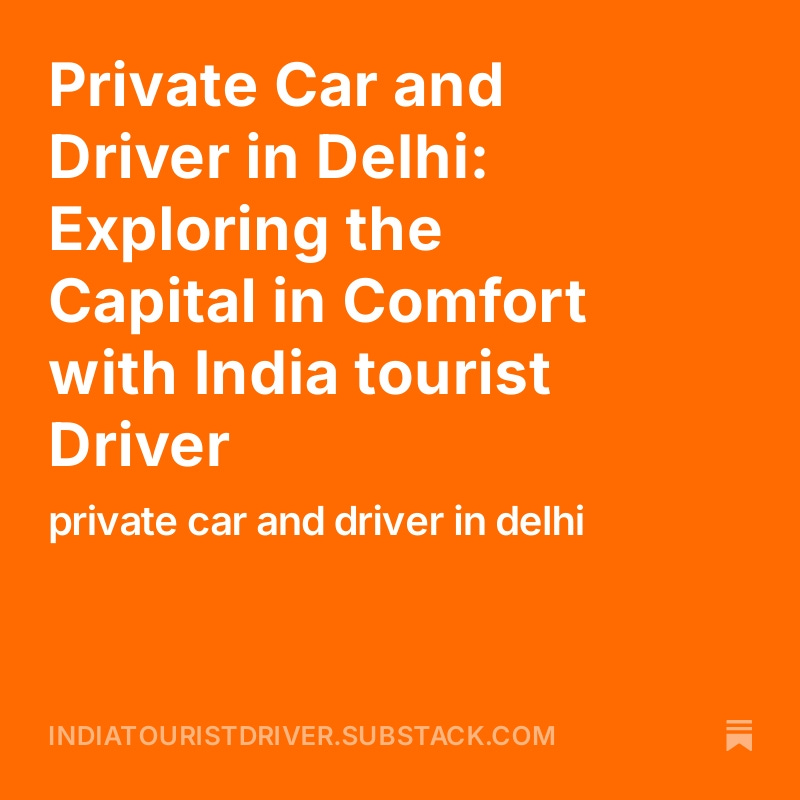 Private Car and
Driver in Delhi:
Exploring the
Capital in Comfort
with India tourist
Driver
private car and driver in delhi
INDIATOURISTDRIVER.SUBSTACK.COM